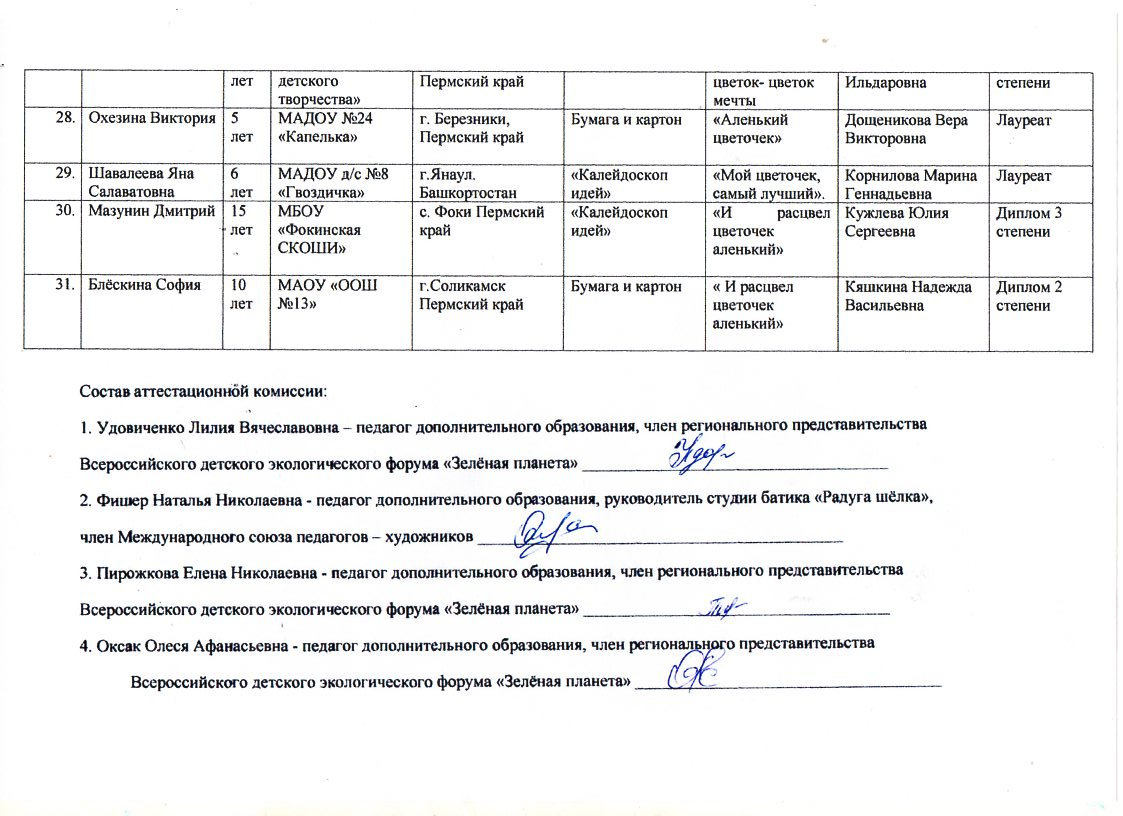 лет детского Пермский край цветок- цветок Ильдаровна степени
творчества» мечты
28. Охезина Виктория 5 МАДОУ №24 г. Березники, Бумага и картон «Аленький Дощеникова Вера Лауреат
лет «Капелька» Пермский край цветочек» Викторовна
29. Шавалеева Яна 6 МАДОУ д/с №8 г.Янаул. «Калейдоскоп «Мой цветочек, Корнилова Марина Лауреат
Салаватовна лет «Гвоздичка» Башкортостан идей» самый лучший». Геннадьевна
30. Мазунин Дмитрий 15 МБОУ с. Фоки Пермский «Калейдоскоп «И расцвел Кужлева Юлия Диплом 3
лет «Фокинская край идей» цветочек Сергеевна степени
СКОШИ» аленький»
31. Блёскина София 10 МАОУ «ООШ г.Соликамск Бумага и картон « И расцвел Кяшкина Надежда Диплом 2
лет №13» Пермский край цветочек Васильевна степени
аленький»
Состав аттестационной комиссии:
1. Удовиченко Лилия Вячеславовна – педагог дополнительного образования, член регионального представительства
Всероссийского детского экологического форума «Зелёная планета»
2. Фишер Наталья Николаевна - педагог дополнительного образования, руководитель студии батика «Радуга шёлка»,
член Международного союза педагогов – художников
3. Пирожкова Елена Николаевна - педагог дополнительного образования, член регионального представительства
Всероссийского детского экологического форума «Зелёная планета»
4. Оксак Олеся Афанасьевна - педагог дополнительного образования, член регионального представительства
Всероссийского детского экологического форума «Зелёная планета»